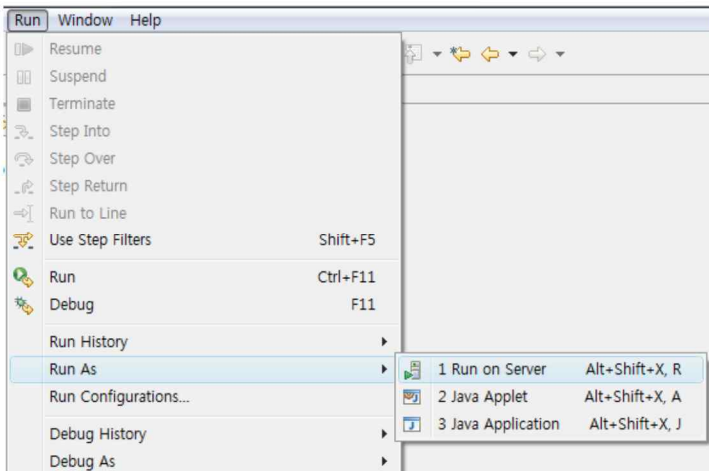 Run Window Help
Resume
Suspend
Terminate
Step Into
Step Over
Step Return
Run to Line
Use Step Filters Shift+F5
Run Ctrl+F11
Debug F11
Run History
Run As
Run Configurations...
Debug History
Debug As
1 Run on Server Alt+Shift+X, R
2 Java Applet Alt+Shift+X, A
3 Java Application Alt+Shift+X, J